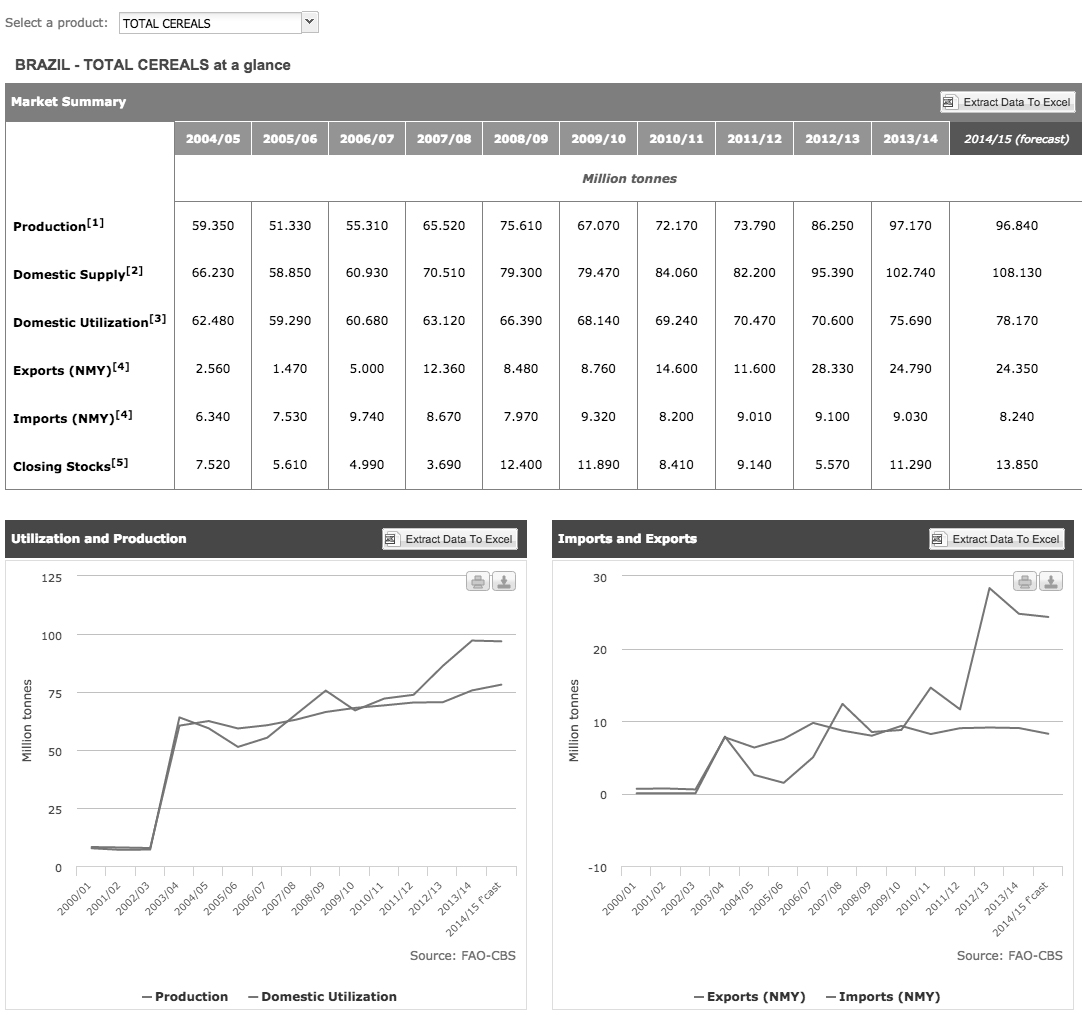 Select a product: TOTAL CEREALS
BRAZIL - TOTAL CEREALS at a glance
Market Summary Extract Data To Excel
2004/05 2005/06 2006/07 2007/08 2008/09 2009/10 2010/11 2011/12 2012/13 2013/14 2014/15 (forecast)
Million tonnes
Production[1] 59.350 51.330 55.310 65.520 75.610 67.070 72.170 73.790 86.250 97.170 96.840
Domestic Supply[2] 66.230 58.850 60.930 70.510 79.300 79.470 84.060 82.200 95.390 102.740 108.130
Domestic Utilization[3] 62.480 59.290 60.680 63.120 66.390 68.140 69.240 70.470 70.600 75.690 78.170
Exports (NMY)[4] 2.560 1.470 5.000 12.360 8.480 8.760 14.600 11.600 28.330 24.790 24.350
Imports (NMY)[4] 6.340 7.530 9.740 8.670 7.970 9.320 8.200 9.010 9.100 9.030 8.240
Closing Stocks[5] 7.520 5.610 4.990 3.690 12.400 11.890 8.410 9.140 5.570 11.290 13.850
Utilization and Production Extract Data To Excel
Million tonnes
125
100
75
50
25
0
2000/01 2001/02 2002/03 2003/04 2004/05 2005/06 2006/07 2007/08 2008/09 2009/10 2010/11 2011/12 2012/13 2013/14 2014/15 f'cast
Source: FAO-CBS
Production Domestic Utilization
Imports and Exports Extract Data To Excel
Million tonnes
30
20
10
0
-10
2000/01 2001/02 2002/03 2003/04 2004/05 2005/06 2006/07 2007/08 2008/09 2009/10 2010/11 2011/12 2012/13 2013/14 2014/15 f'cast
Source: FAO-CBS
Exports (NMY) Imports (NMY)